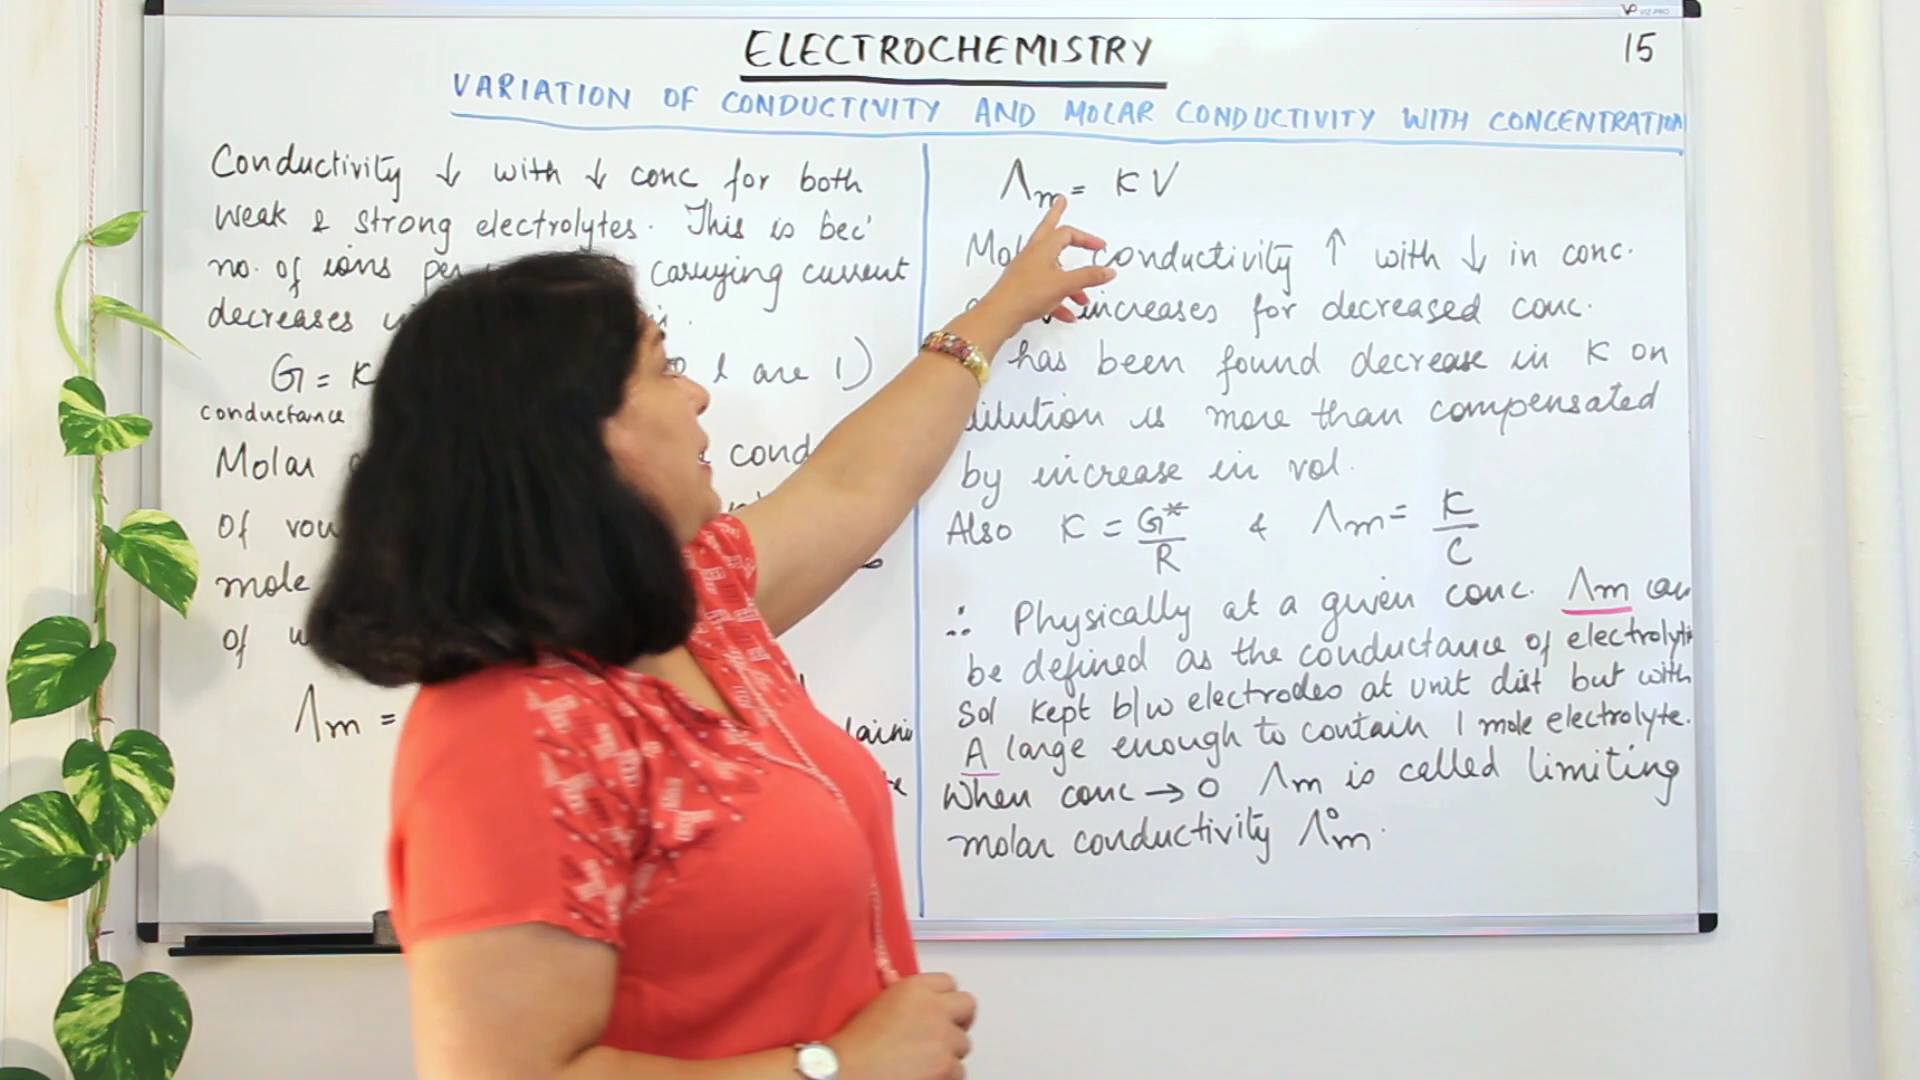 VIZ-PRO
ELECTROCHEMISTRY
15
VARIATION OF CONDUCTIVITY AND MOLAR CONDUCTIVITY WITH CONCENTRATION
Conductivity ↓ with ↓ conc for both
weak & strong electrolytes. This is bec'
no. of ions carrying current
decreases
G = K l are 1)
conductance
Molar cond
of
mole
of
Λm =
Λm = K V
conductivity ↑ with ↓ in conc.
increases for decreased conc.
has been found decrease in K on
dilution is more than compensated
by increase in vol.
Also K = G*/R & Λm = K/C
∴ Physically at a given conc. Λm can
be defined as the conductance of electrolyti
sol kept b/w electrodes at unit dist but with
A large enough to contain 1 mole electrolyte.
When conc → 0 Λm is called limiting
molar conductivity Λ°m.